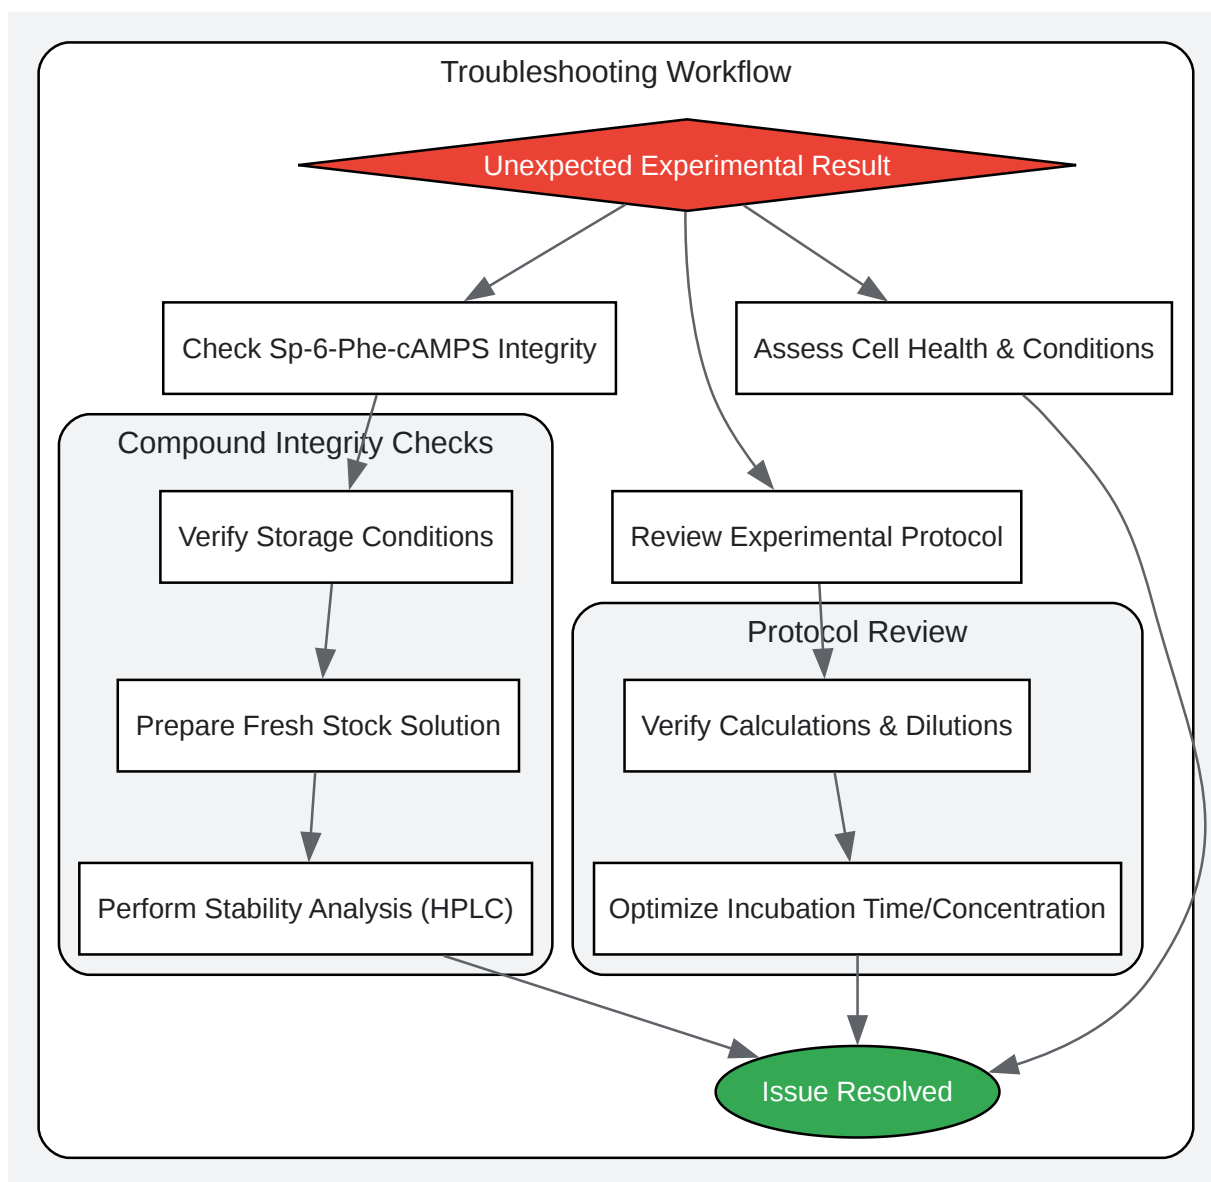 Troubleshooting Workflow
Unexpected Experimental Result
Check Sp-6-Phe-cAMPS Integrity
Assess Cell Health & Conditions
Compound Integrity Checks
Verify Storage Conditions
Review Experimental Protocol
Protocol Review
Prepare Fresh Stock Solution
Verify Calculations & Dilutions
Perform Stability Analysis (HPLC)
Optimize Incubation Time/Concentration
Issue Resolved